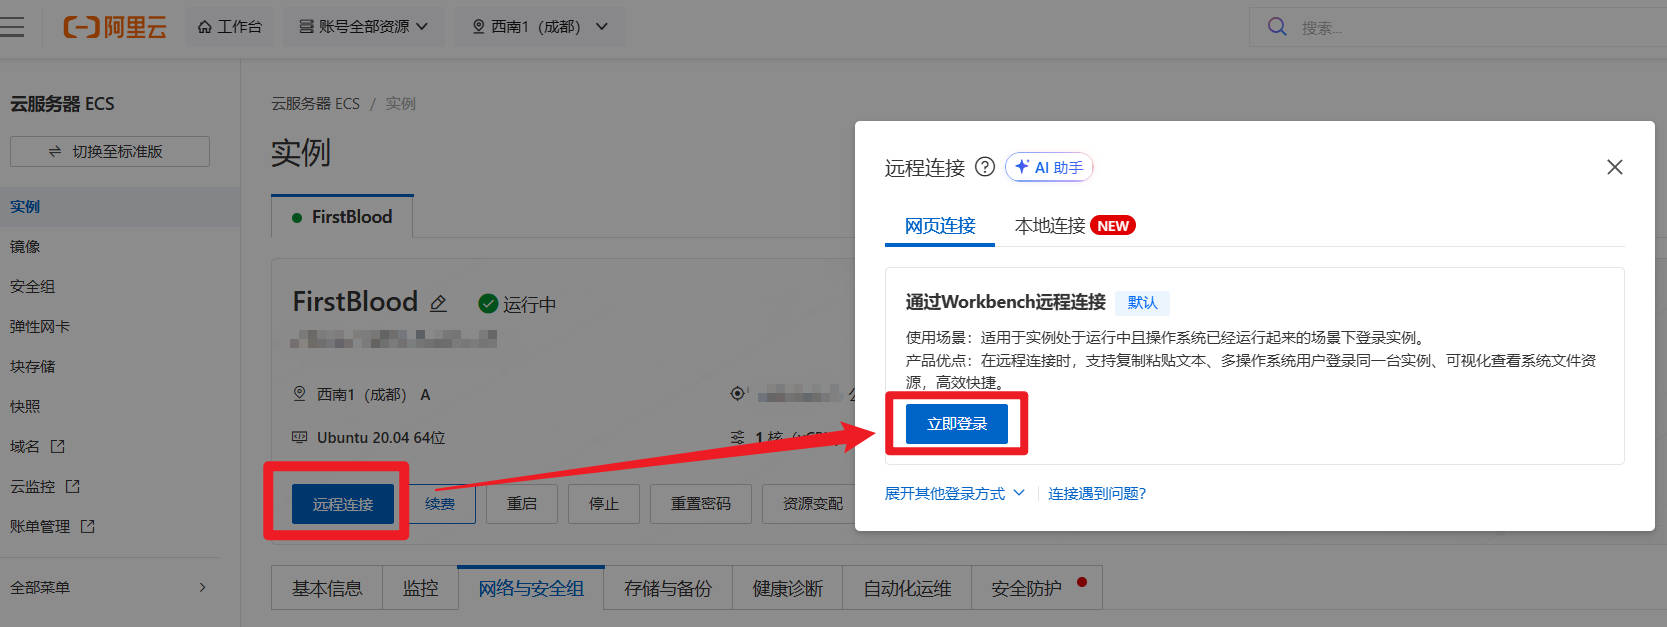 阿里云
工作台
账号全部资源
西南1（成都）
搜索...
云服务器 ECS
切换至标准版
实例
镜像
安全组
弹性网卡
块存储
快照
域名
云监控
账单管理
全部菜单
云服务器 ECS / 实例
实例
FirstBlood
FirstBlood
运行中
西南1（成都） A
Ubuntu 20.04 64位
1 核
远程连接
续费
重启
停止
重置密码
资源变配
基本信息
监控
网络与安全组
存储与备份
健康诊断
自动化运维
安全防护
远程连接
AI 助手
网页连接
本地连接 NEW
通过Workbench远程连接 默认
使用场景：适用于实例处于运行中且操作系统已经运行起来的场景下登录实例。
产品优点：在远程连接时，支持复制粘贴文本、多操作系统用户登录同一台实例、可视化查看系统文件资
源，高效快捷。
立即登录
展开其他登录方式
连接遇到问题?